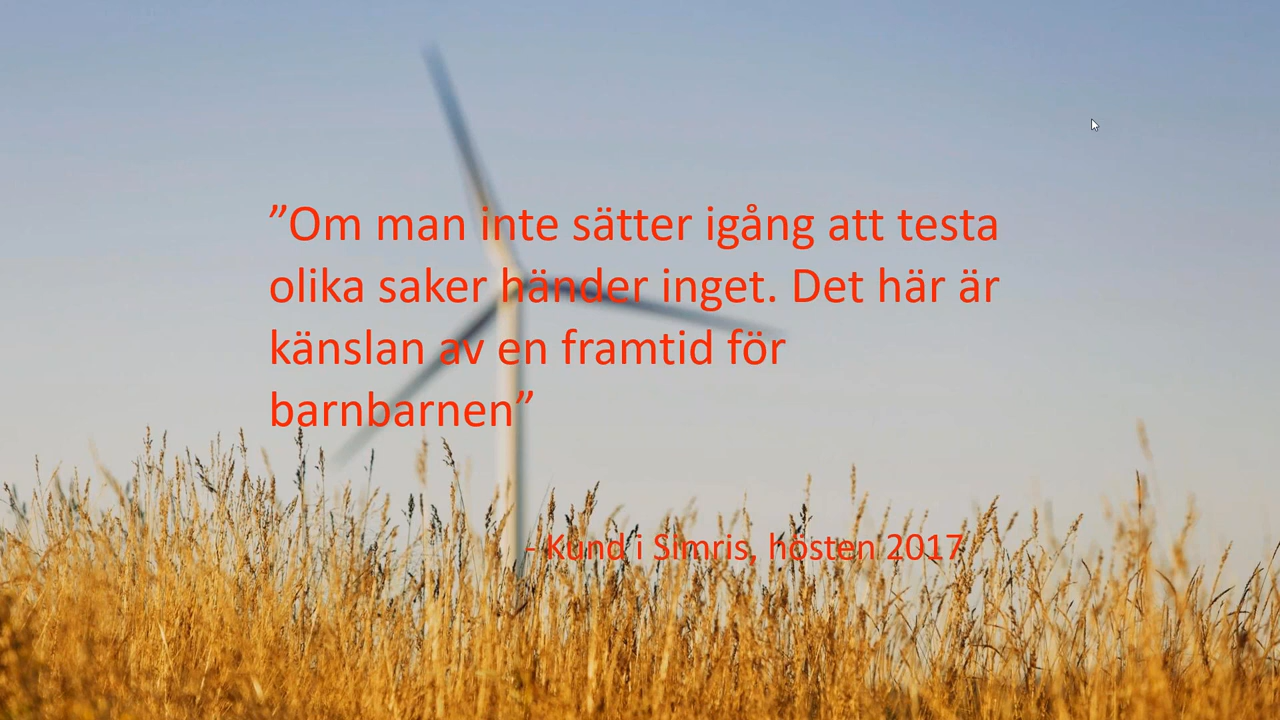 ”Om man inte sätter igång att testa
olika saker händer inget. Det här är
känslan av en framtid för
barnbarnen”
- Kund i Simris, hösten 2017